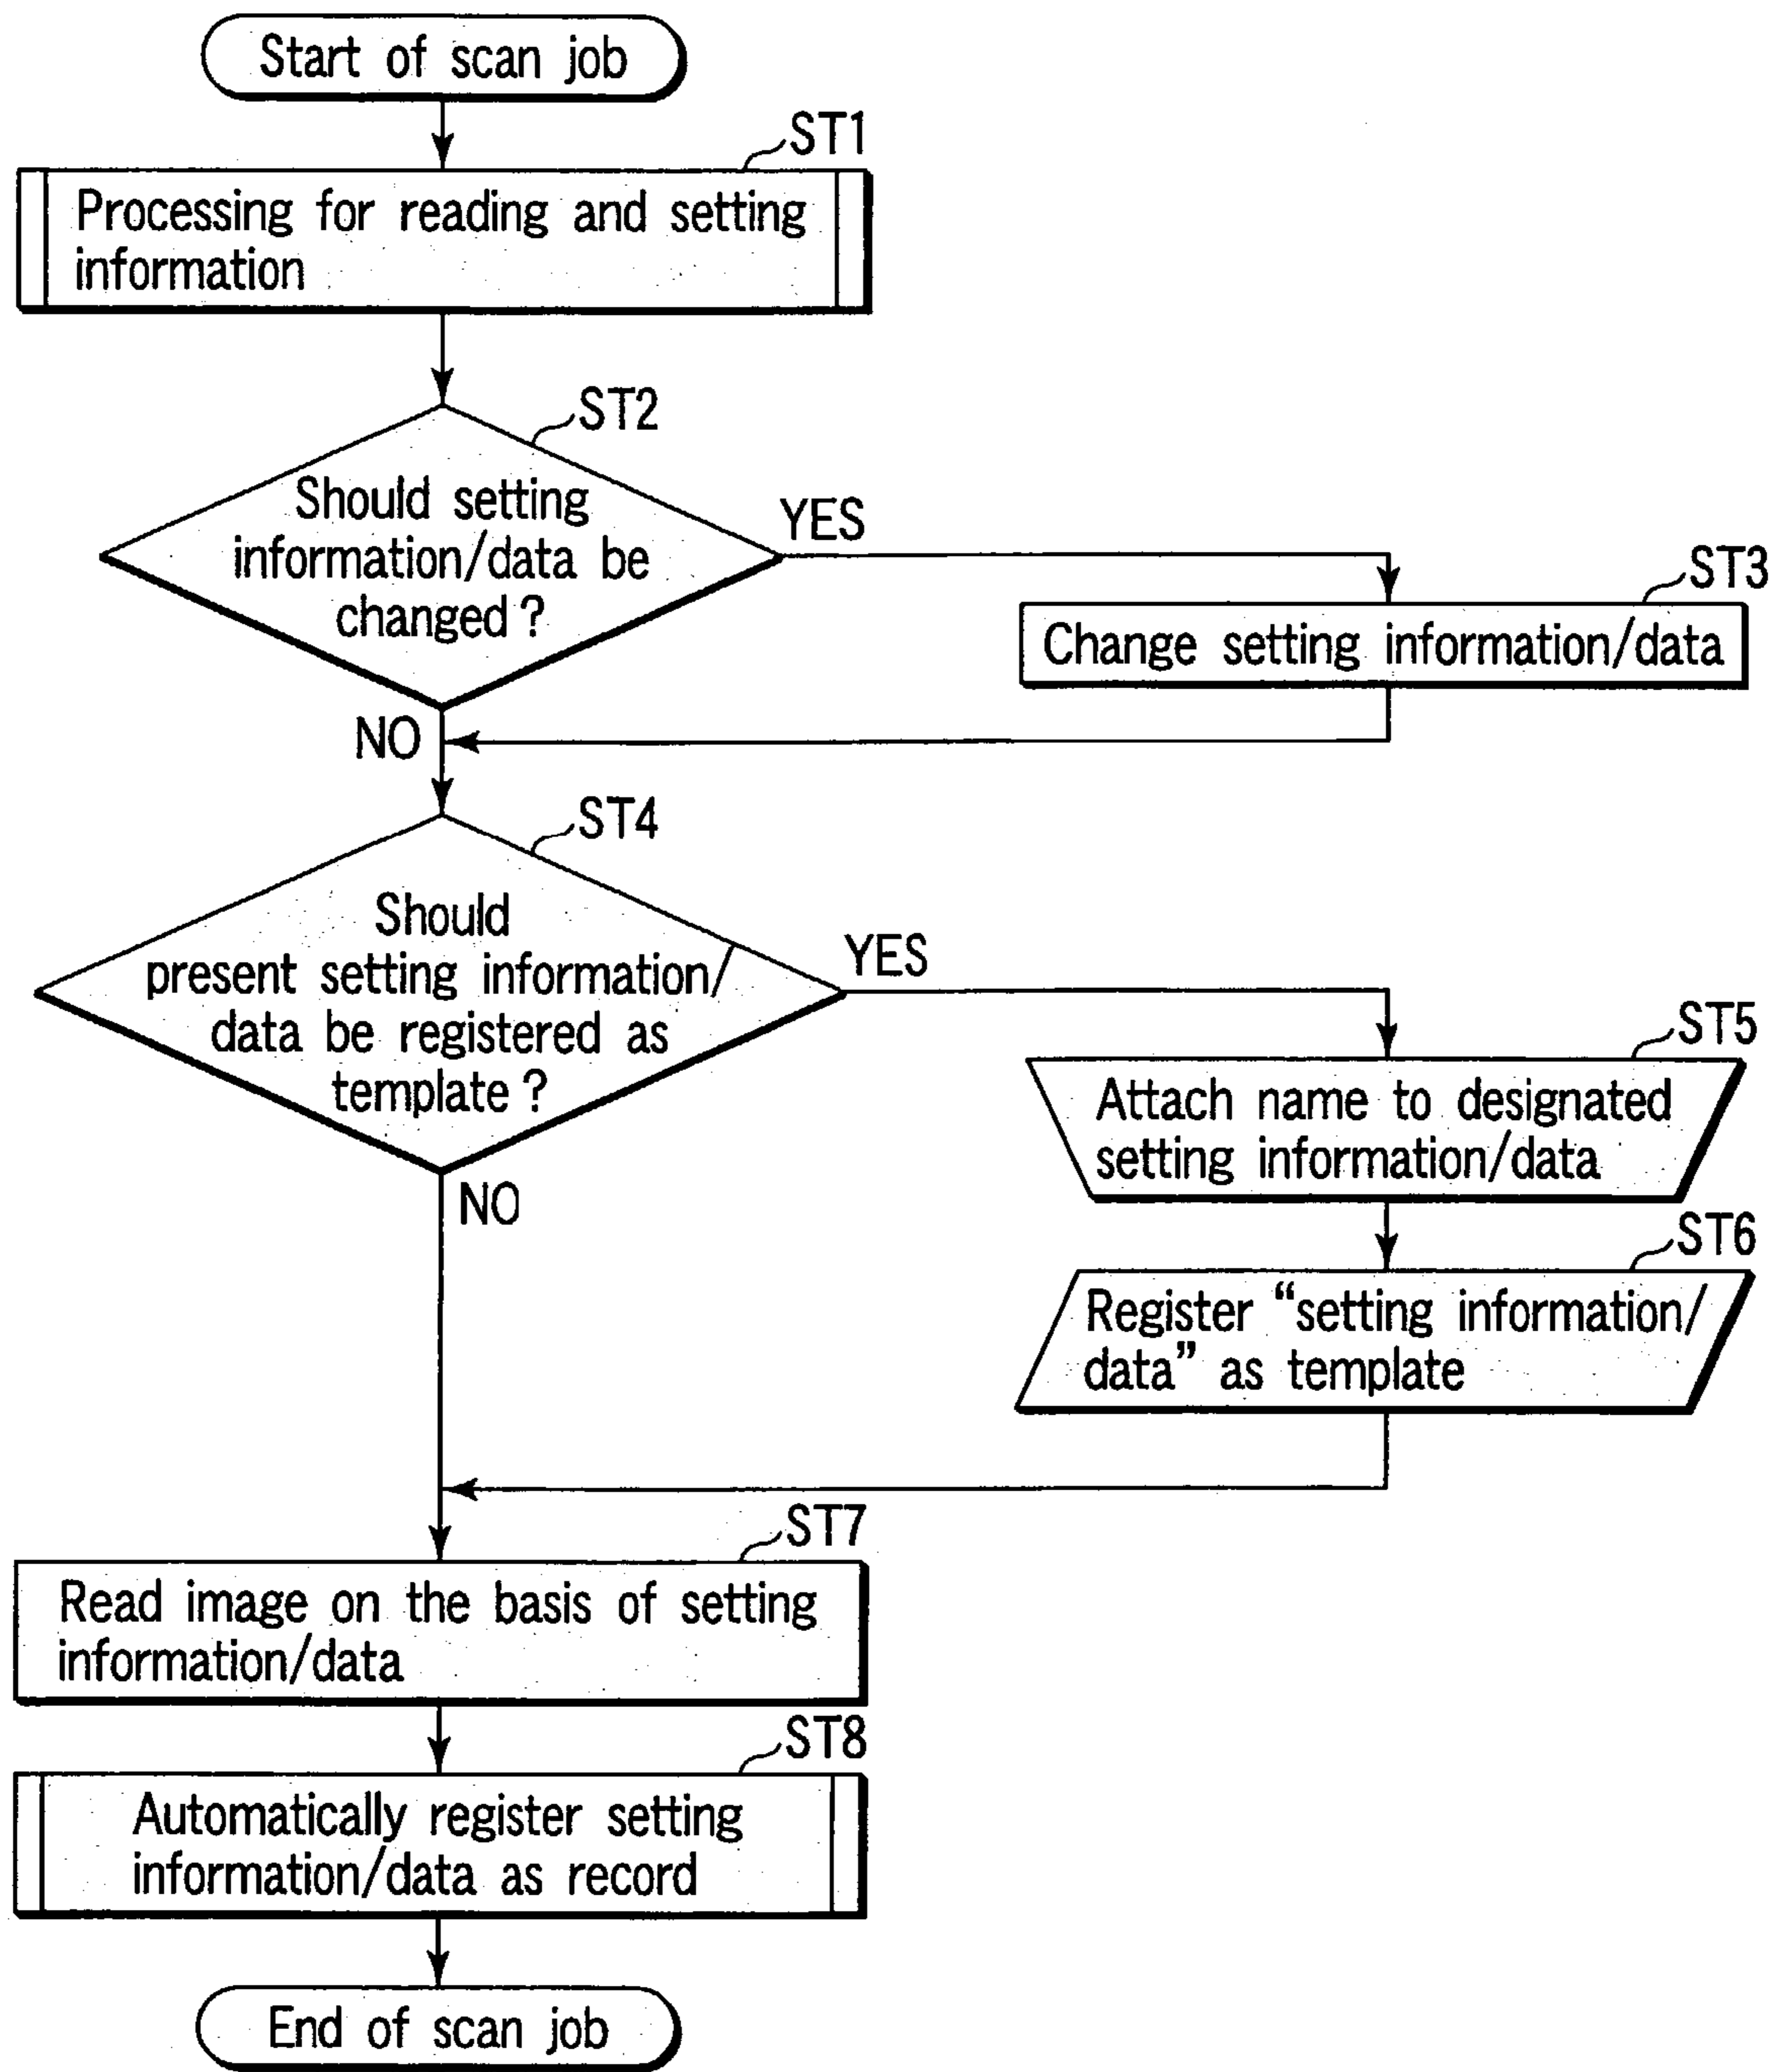 Start of scan job
ST1
Processing for reading and setting
information
ST2
Should setting
information/data be
changed?
YES
ST3
Change setting information/data
NO
ST4
Should
present setting information/
data be registered as
template?
YES
ST5
Attach name to designated
setting information/data
NO
ST6
Register “setting information/
data” as template
ST7
Read image on the basis of setting
information/data
ST8
Automatically register setting
information/data as record
End of scan job